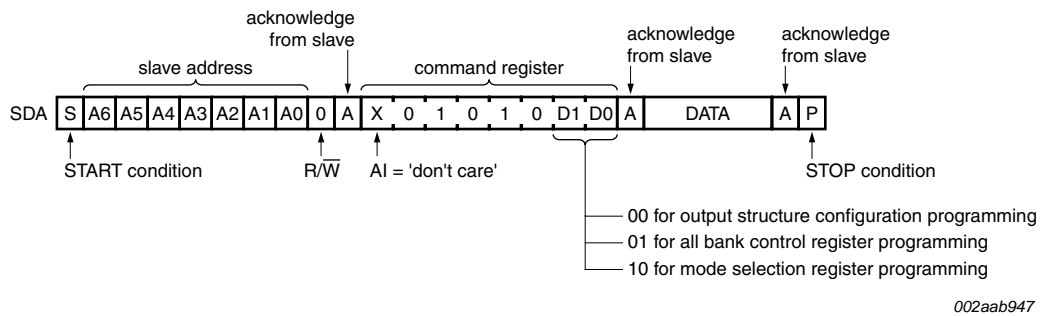 acknowledge
from slave
acknowledge
from slave
acknowledge
from slave
slave address
command register
SDA S A6 A5 A4 A3 A2 A1 A0 0 A X 0 1 0 1 0 D1 D0 A DATA A P
START condition
R/W
AI = 'don't care'
STOP condition
00 for output structure configuration programming
01 for all bank control register programming
10 for mode selection register programming
002aab947